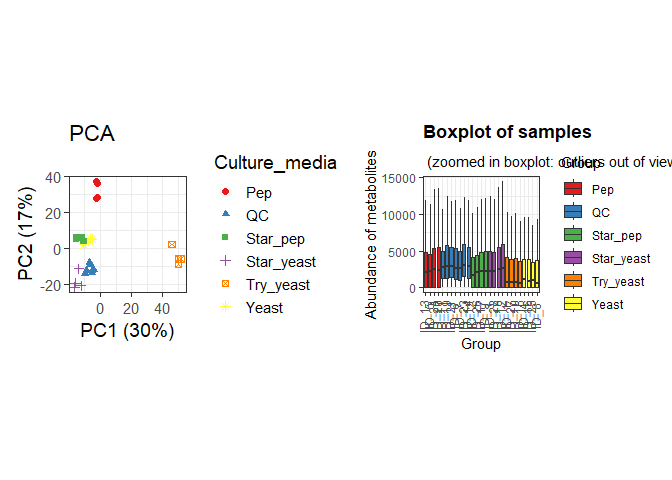 PCA
Culture_media
Pep
QC
Star_pep
Star_yeast
Try_yeast
Yeast
40
20
0
-20
PC2 (17%)
0
40
PC1 (30%)
Boxplot of samples
(zoomed in boxplot: outliers out of view
Group
Pep
QC
Star_pep
Star_yeast
Try_yeast
Yeast
Abundance of metabolites
15000
10000
5000
0
Group